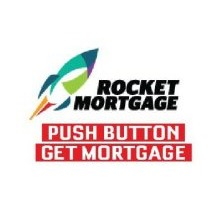 ROCKET
MORTGAGE
PUSH BUTTON
GET MORTGAGE